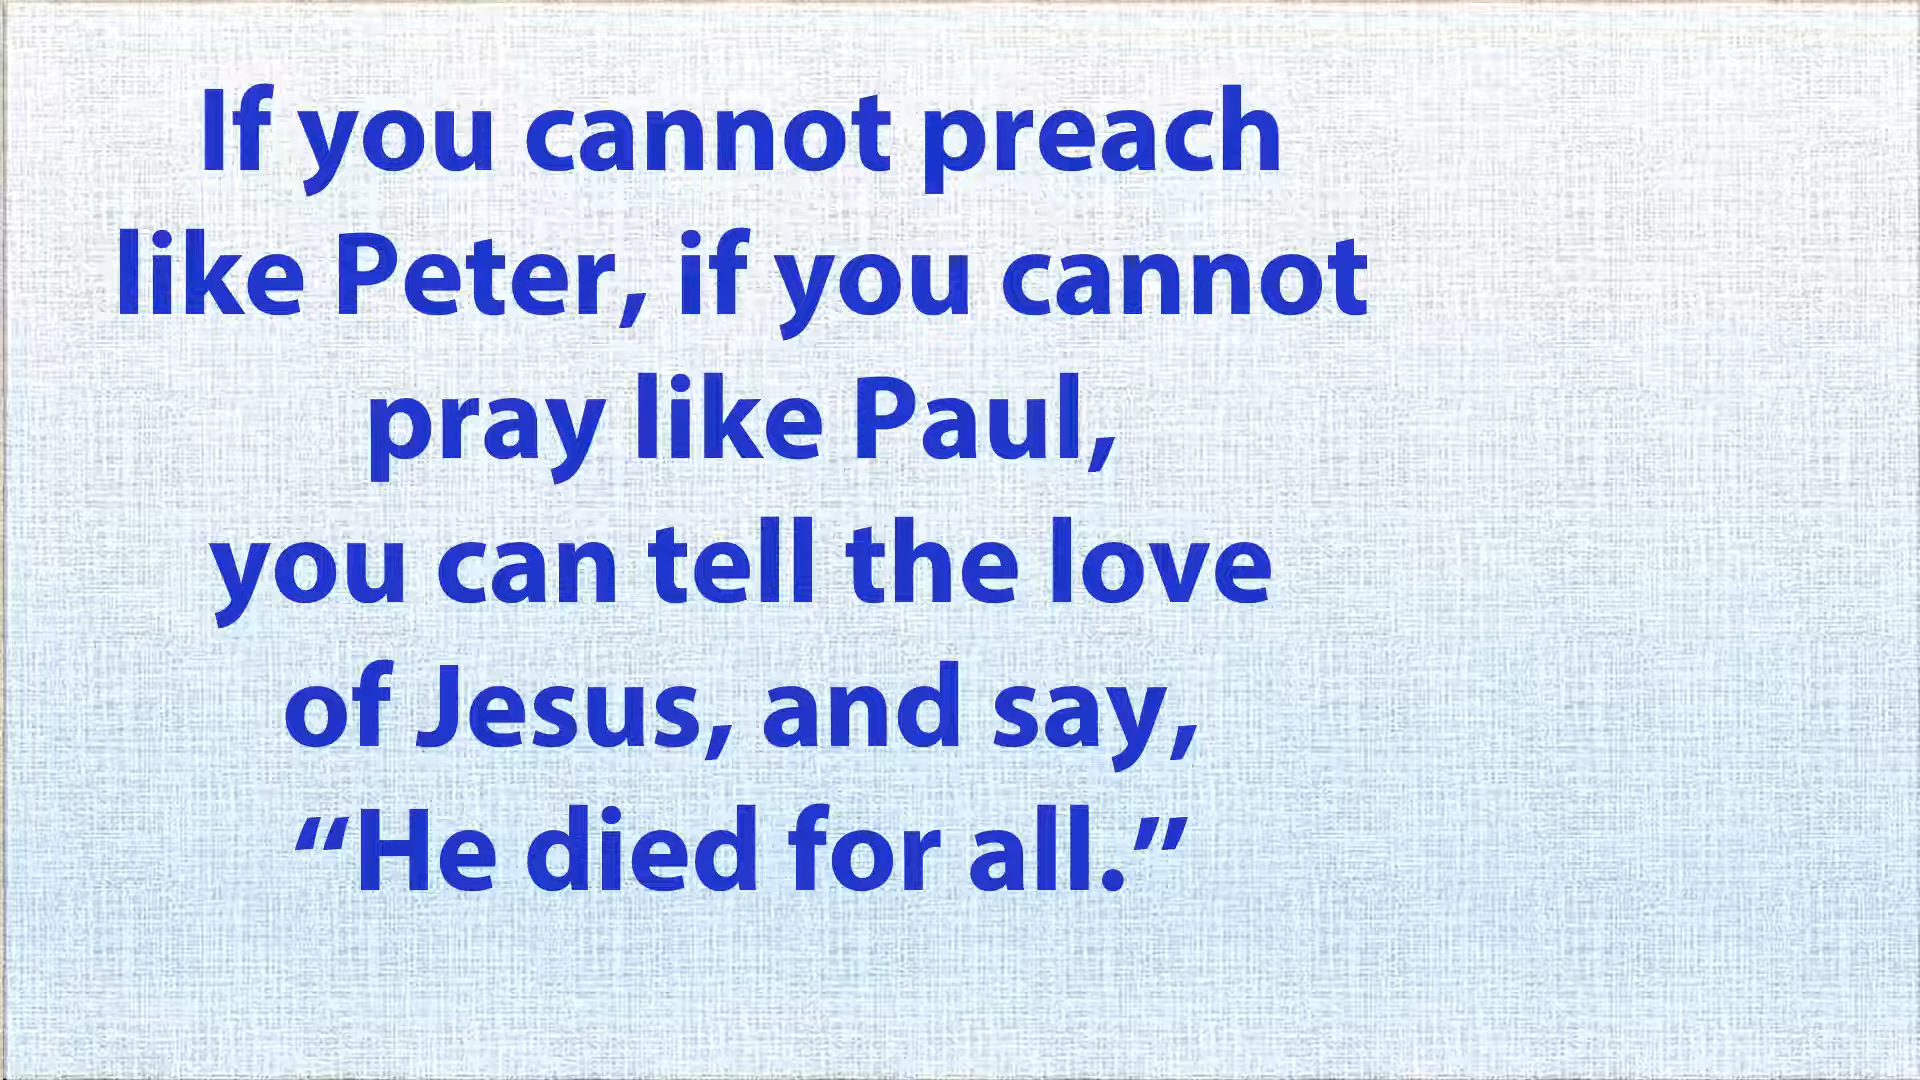 If you cannot preach
like Peter, if you cannot
pray like Paul,
you can tell the love
of Jesus, and say,
“He died for all.”